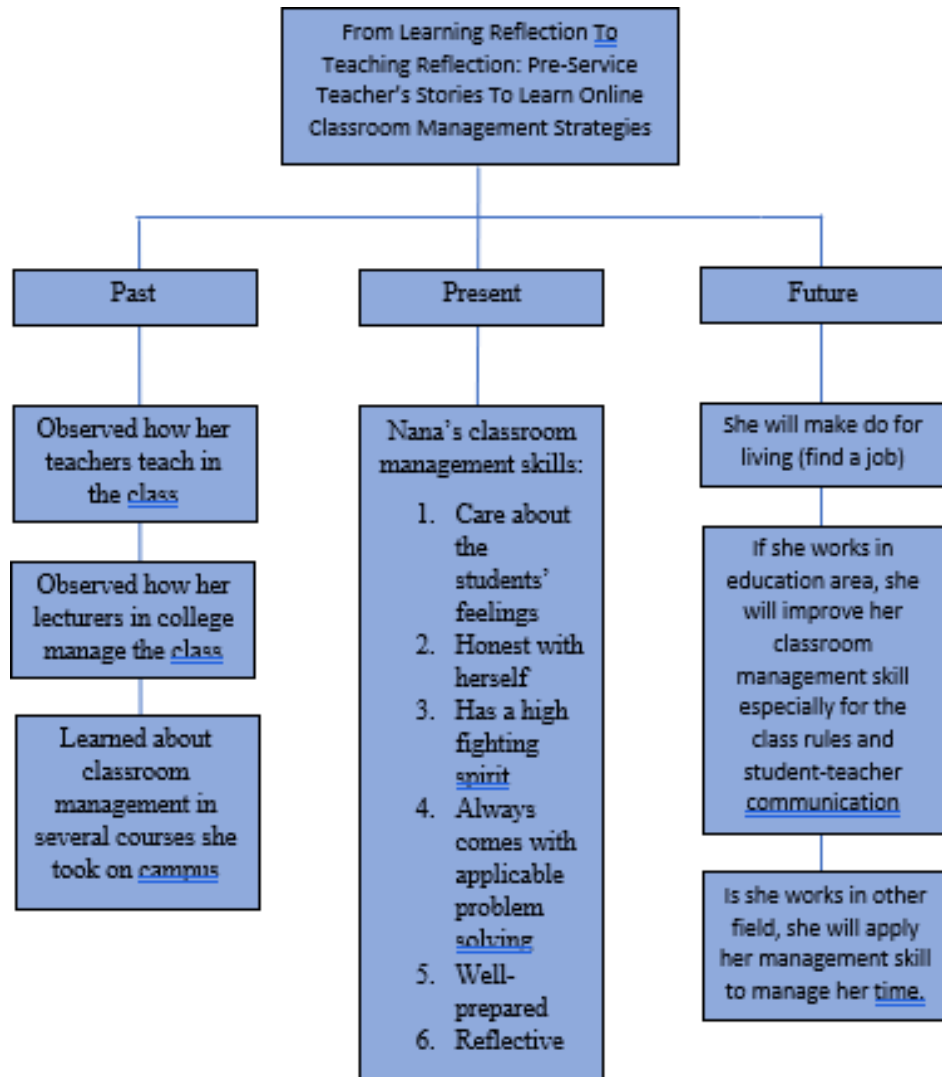 From Learning Reflection To
Teaching Reflection: Pre-Service
Teacher's Stories To Learn Online
Classroom Management Strategies
Past
Observed how her
teachers teach in
the class
Observed how her
lecturers in college
manage the class
Learned about
classroom
management in
several courses she
took on campus
Present
Nana's classroom
management skills:
1. Care about
the
students'
feelings
2. Honest with
herself
3. Has a high
fighting
spirit
4. Always
comes with
applicable
problem
solving
5. Well-
prepared
6. Reflective
Future
She will make do for
living (find a job)
If she works in
education area, she
will improve her
classroom
management skill
especially for the
class rules and
student-teacher
communication
Is she works in other
field, she will apply
her management skill
to manage her time.